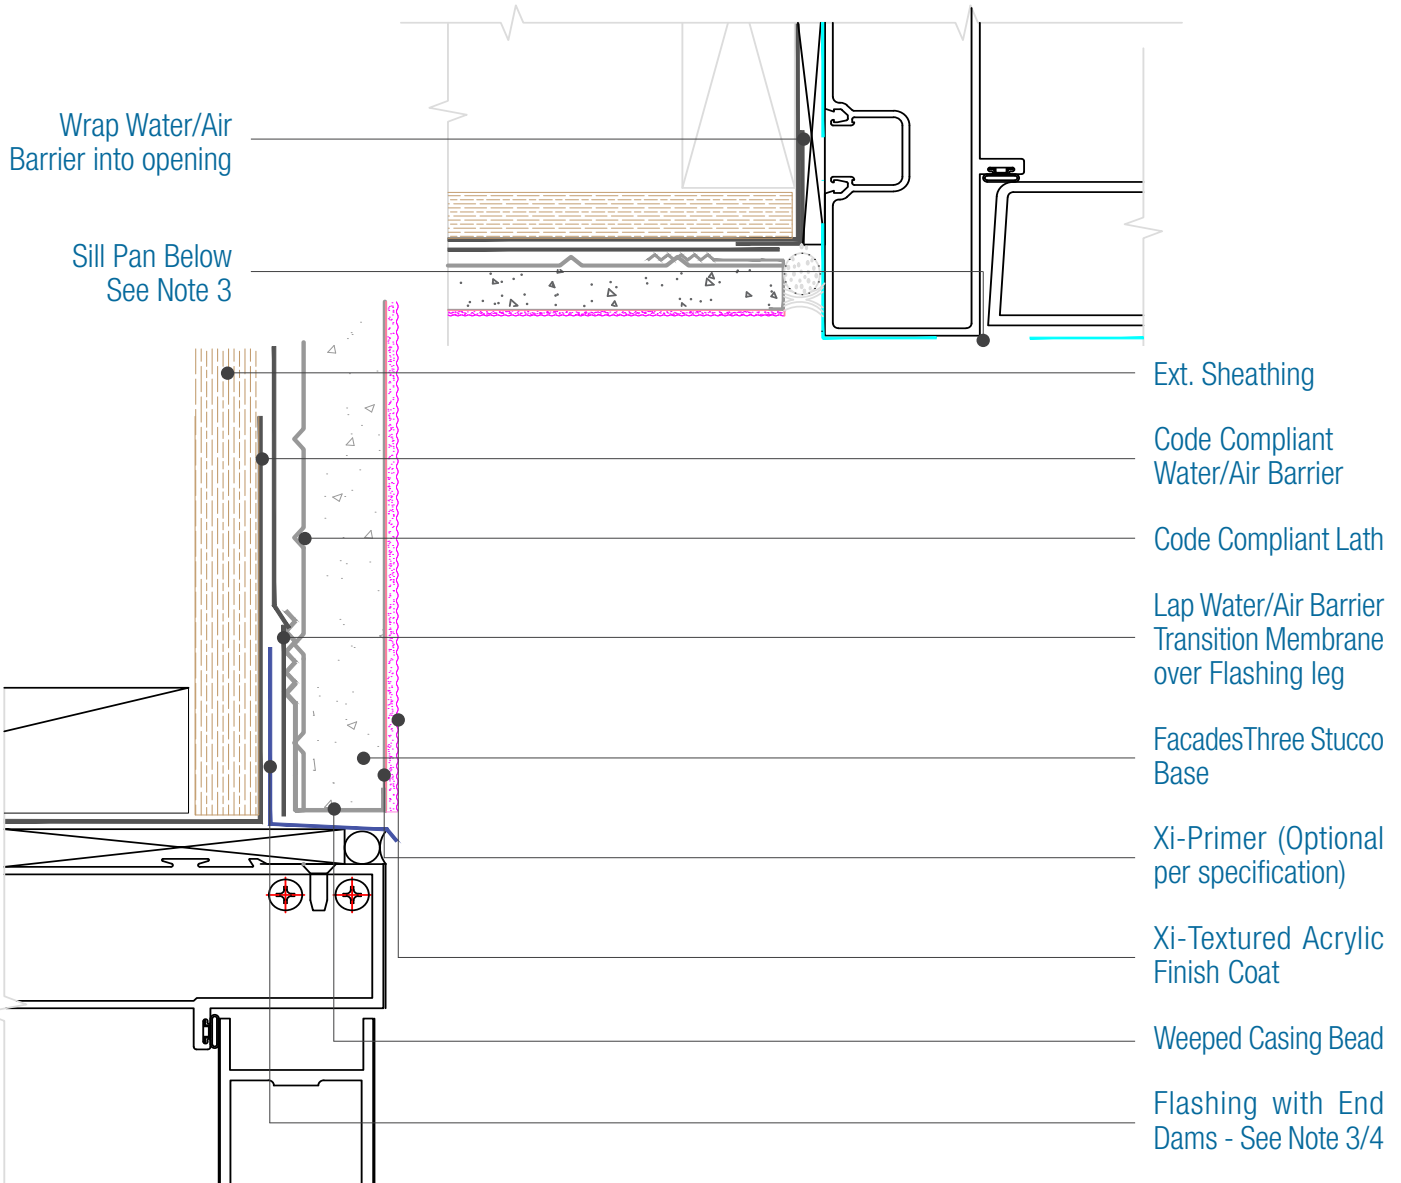 Wrap Water/Air
Barrier into opening
Sill Pan Below
See Note 3
Ext. Sheathing
Code Compliant
Water/Air Barrier
Code Compliant Lath
Lap Water/Air Barrier
Transition Membrane
over Flashing leg
FacadesThree Stucco
Base
Xi-Primer (Optional
per specification)
Xi-Textured Acrylic
Finish Coat
Weeped Casing Bead
Flashing with End
Dams - See Note 3/4